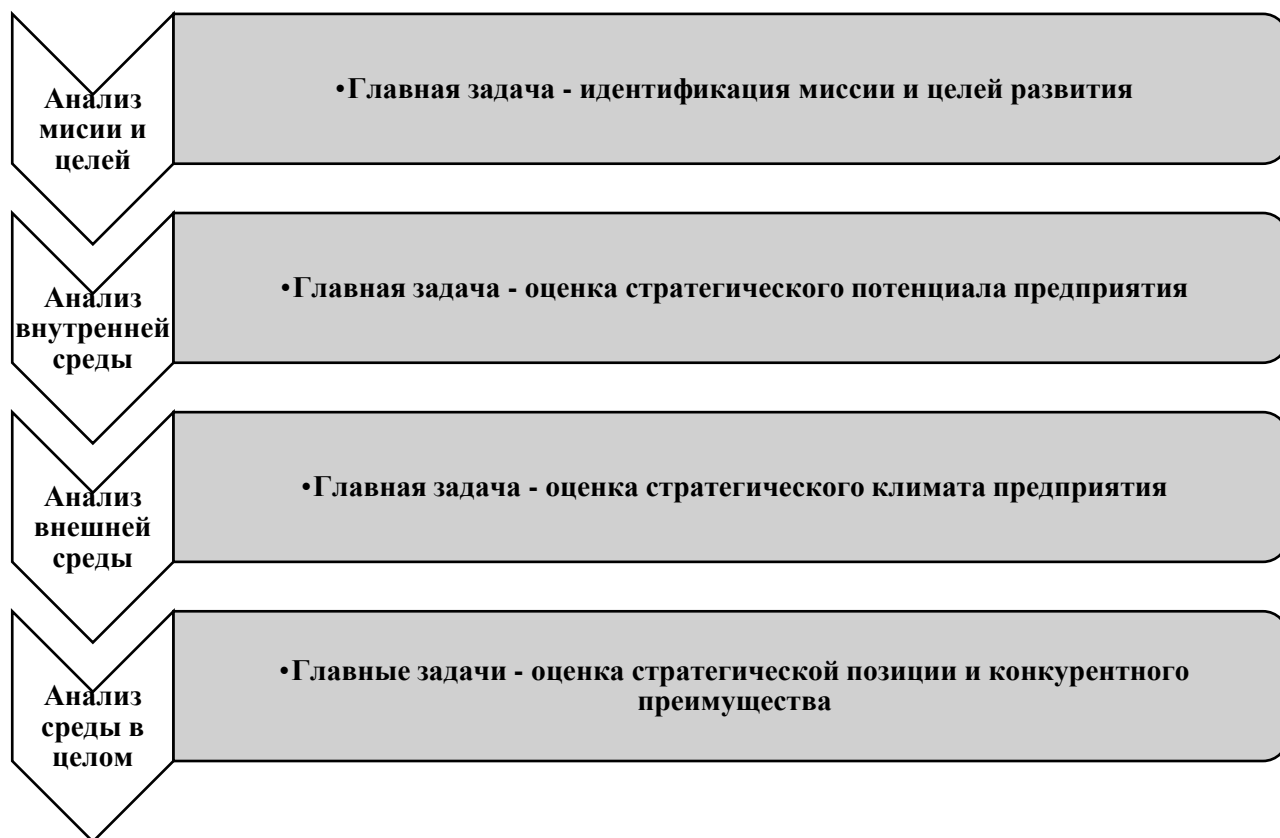 Анализ
мисии и
целей
•Главная задача - идентификация миссии и целей развития
Анализ
внутренней
среды
•Главная задача - оценка стратегического потенциала предприятия
Анализ
внешней
среды
•Главная задача - оценка стратегического климата предприятия
Анализ
среды в
целом
•Главные задачи - оценка стратегической позиции и конкурентного
преимущества